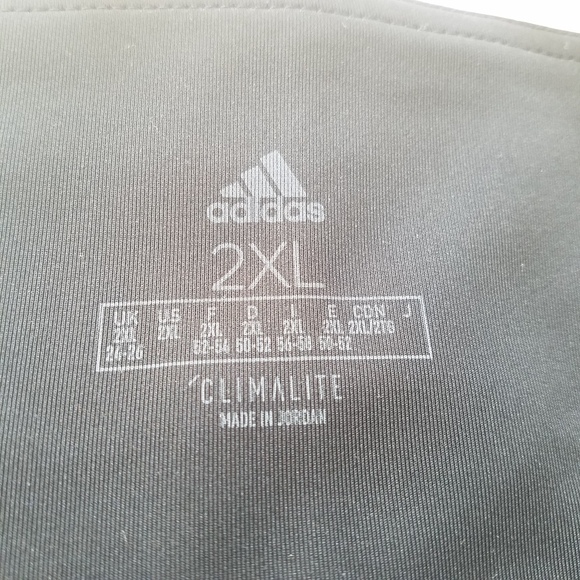 adidas
2XL
UK US F D I E CDN J
2XL 2XL 2XL 2XL 2XL 2XL 2XL/2TG
24-26 52-54 50-52 56-58 50-52
CLIMALITE
MADE IN JORDAN